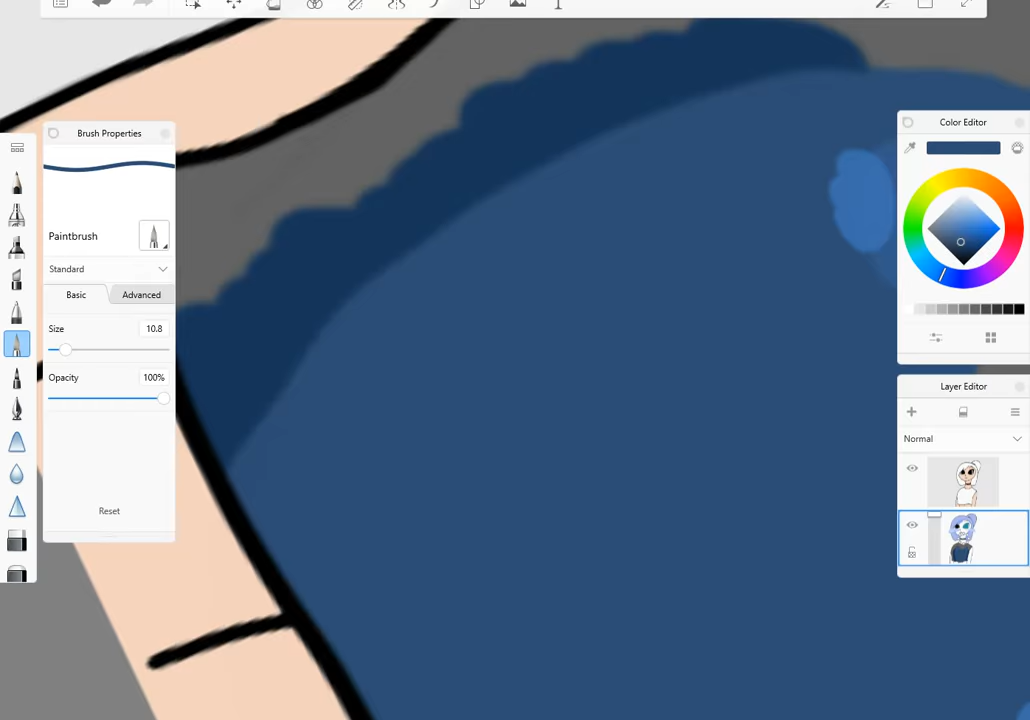 Brush Properties
Paintbrush
Standard
Basic
Advanced
Size
10.8
Opacity
100%
Reset
Color Editor
Layer Editor
Normal